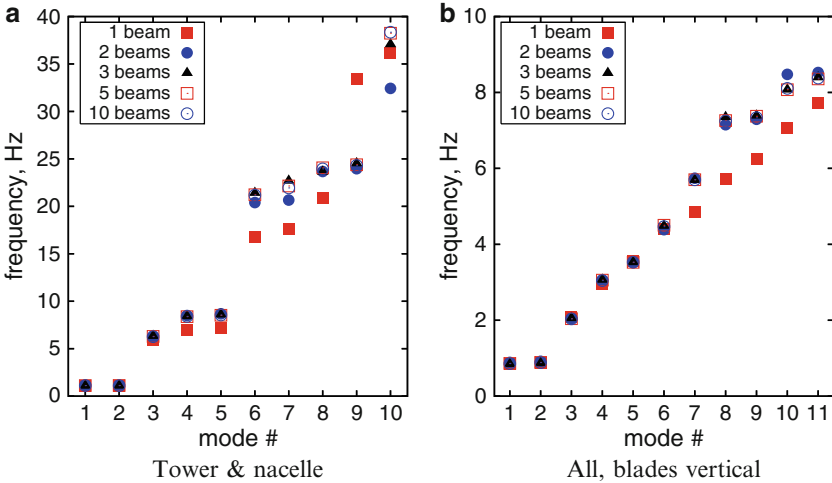 a
frequency, Hz
40
35
30
25
20
15
10
5
0
1 beam
2 beams
3 beams
5 beams
10 beams
1 2 3 4 5 6 7 8 9 10
mode #
Tower & nacelle
b
frequency, Hz
10
8
6
4
2
0
1 beam
2 beams
3 beams
5 beams
10 beams
1 2 3 4 5 6 7 8 9 10 11
mode #
All, blades vertical